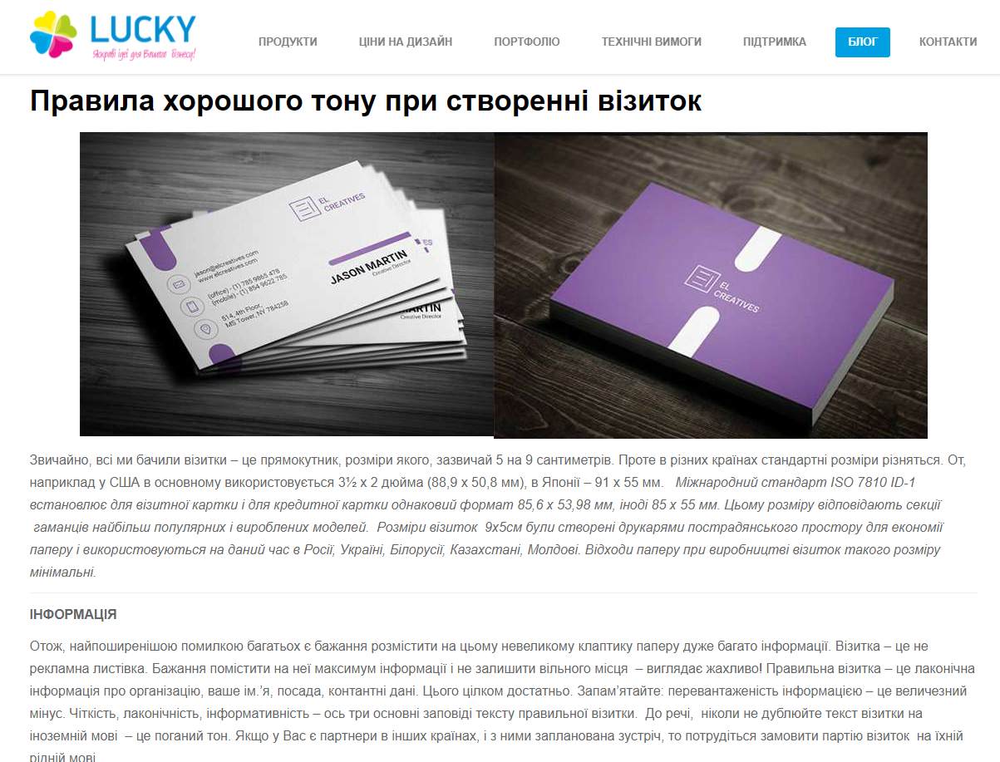 LUCKY
Яскраві ідеї для Вашого бізнесу!
ПРОДУКТИ
ЦІНИ НА ДИЗАЙН
ПОРТФОЛІО
ТЕХНІЧНІ ВИМОГИ
ПІДТРИМКА
БЛОГ
КОНТАКТИ
Правила хорошого тону при створенні візиток
EL
CREATIVES
jason@elcreatives.com
www.elcreatives.com
(office) - (1) 785 9865 478
(mobile) - (1) 854 9622 785
514, 4th Floor,
MS Tower, NY 784258
JASON MARTIN
Creative Director
ES
ARTIN
Creative Director
EL
CREATIVES
Звичайно, всі ми бачили візитки – це прямокутник, розміри якого, зазвичай 5 на 9 сантиметрів. Проте в різних країнах стандартні розміри різняться. От,
наприклад у США в основному використовується 3½ x 2 дюйма (88,9 x 50,8 мм), в Японії – 91 x 55 мм. Міжнародний стандарт ISO 7810 ID-1
встановлює для візитної картки і для кредитної картки однаковий формат 85,6 x 53,98 мм, іноді 85 x 55 мм. Цьому розміру відповідають секції
гаманців найбільш популярних і вироблених моделей. Розміри візиток 9х5см були створені друкарями пострадянського простору для економії
паперу і використовуються на даний час в Росії, Україні, Білорусії, Казахстані, Молдові. Відходи паперу при виробництві візиток такого розміру
мінімальні.
ІНФОРМАЦІЯ
Отож, найпоширенішою помилкою багатьох є бажання розмістити на цьому невеликому клаптику паперу дуже багато інформації. Візитка – це не
рекламна листівка. Бажання помістити на неї максимум інформації і не залишити вільного місця – виглядає жахливо! Правильна візитка – це лаконічна
інформація про організацію, ваше ім.’я, посада, контантні дані. Цього цілком достатньо. Запам’ятайте: перевантаженість інформацією – це величезний
мінус. Чіткість, лаконічність, інформативність – ось три основні заповіді тексту правильної візитки. До речі, ніколи не дублюйте текст візитки на
іноземній мові – це поганий тон. Якщо у Вас є партнери в інших країнах, і з ними запланована зустріч, то потрудіться замовити партію візиток на їхній
рідній мові